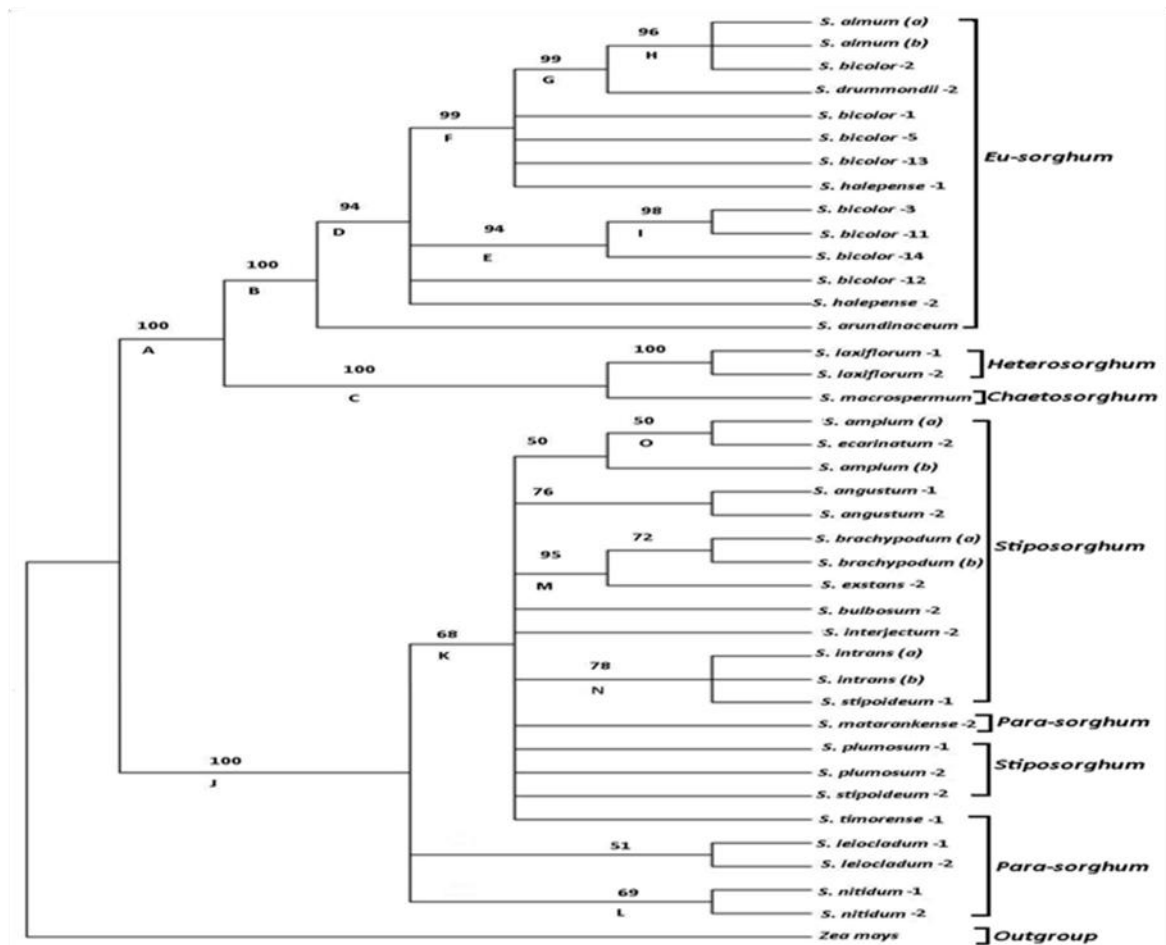 S. almum (a)
96
S. almum (b)
H
99
S. bicolor -2
G
S. drummondii -2
99
S. bicolor -1
F
S. bicolor -5
Eu-sorghum
S. bicolor -13
S. halepense -1
94
98
S. bicolor -3
D
94
I
S. bicolor -11
E
S. bicolor -14
100
S. bicolor -12
B
S. halepense -2
100
S. arundinaceum
A
100
S. laxiflorum -1
Heterosorghum
100
S. laxiflorum -2
C
S. macrospermum
Chaetosorghum
50
S. amplum (a)
50
O
S. ecarinatum -2
S. amplum (b)
76
S. angustum -1
S. angustum -2
72
S. brachypodum (a)
Stiposorghum
95
S. brachypodum (b)
M
S. exstans -2
S. bulbosum -2
68
S. interjectum -2
K
S. intrans (a)
78
S. intrans (b)
N
S. stipoideum -1
S. matarankense -2
Para-sorghum
S. plumosum -1
100
S. plumosum -2
Stiposorghum
J
S. stipoideum -2
S. timorense -1
51
S. leiocladum -1
S. leiocladum -2
Para-sorghum
69
S. nitidum -1
L
S. nitidum -2
Zea mays
Outgroup